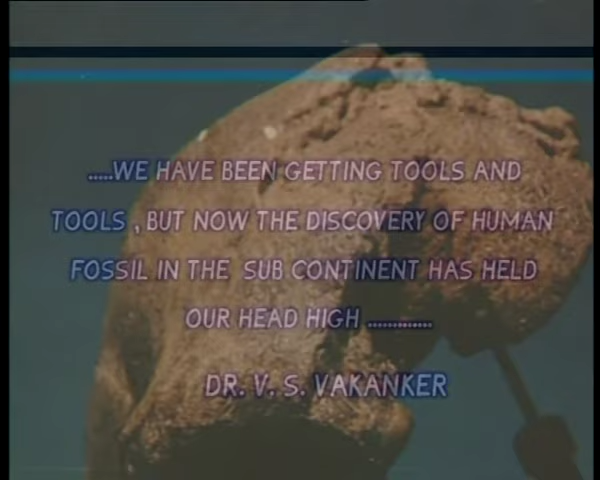 .....WE HAVE BEEN GETTING TOOLS AND
TOOLS , BUT NOW THE DISCOVERY OF HUMAN
FOSSIL IN THE SUB CONTINENT HAS HELD
OUR HEAD HIGH .............
DR. V. S. VAKANKER